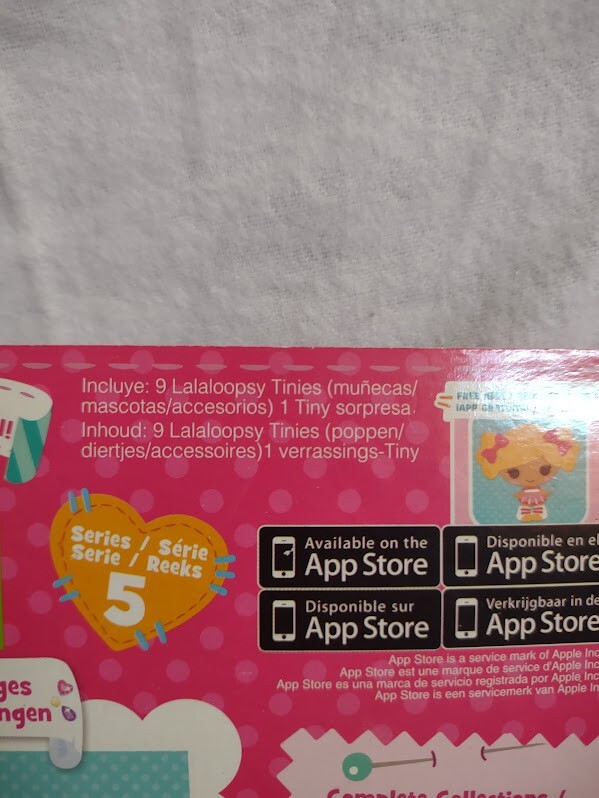 Incluye: 9 Lalaloopsy Tinies (muñecas/
mascotas/accesorios) 1 Tiny sorpresa.
Inhoud: 9 Lalaloopsy Tinies (poppen/
diertjes/accessoires)1 verrassings-Tiny
FREE
Series / Série
Serie / Reeks
5
Available on the
App Store
Disponible en el
App Store
Disponible sur
App Store
Verkrijgbaar in de
App Store
App Store is a service mark of Apple Inc
App Store est une marque de service d'Apple Inc
App Store es una marca de servicio registrada por Apple Inc
App Store is een servicemerk van Apple In
ges
ngen
Complete Collections /